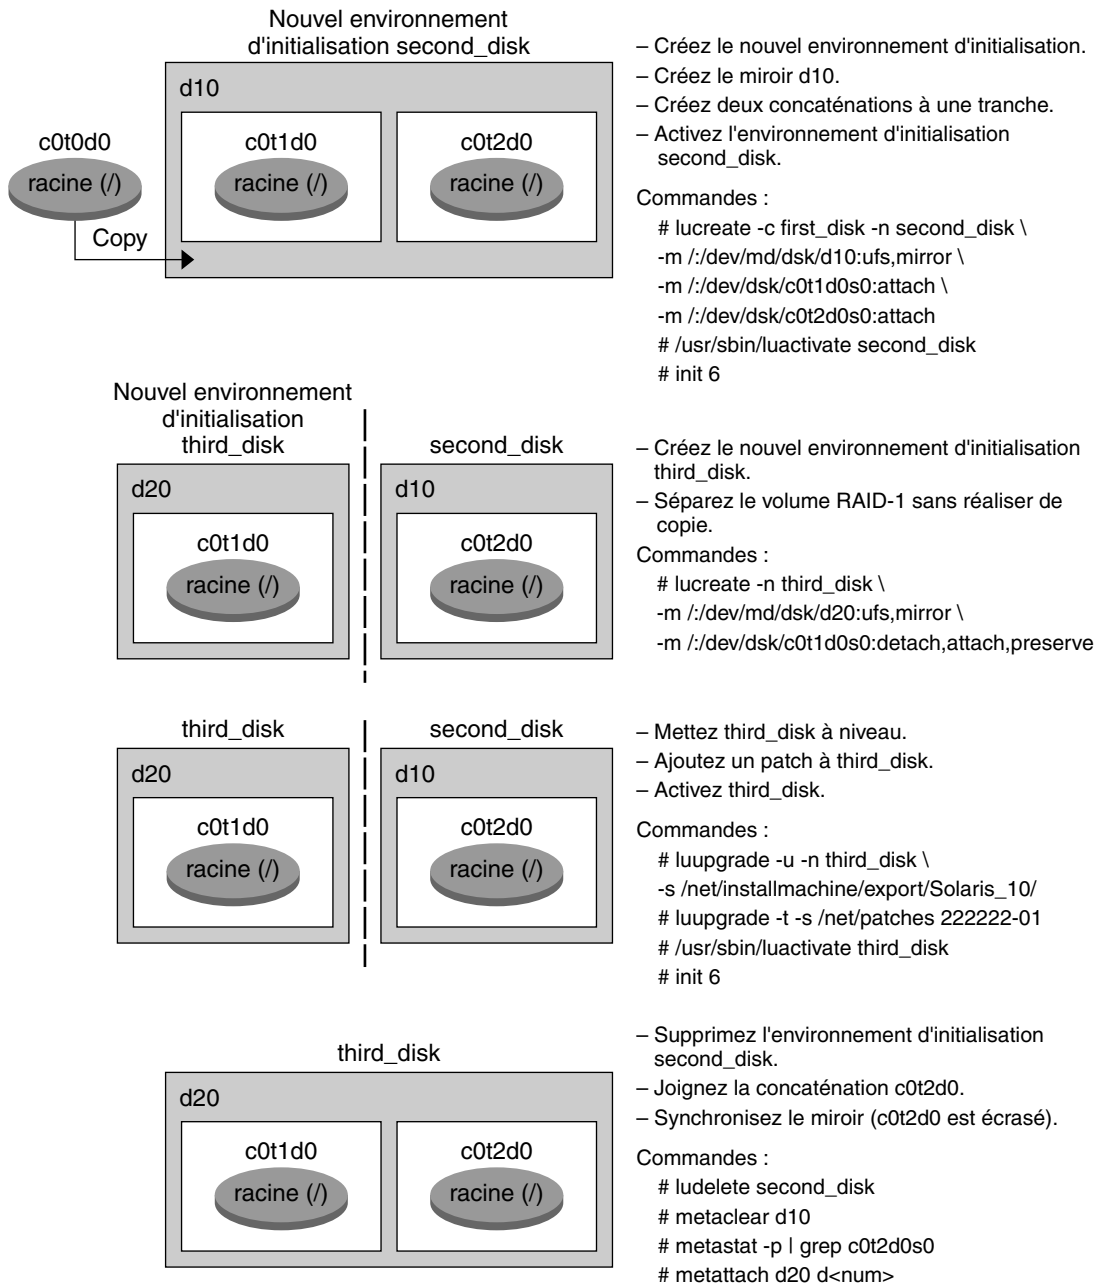 Nouvel environnement
d'initialisation second_disk
d10
c0t0d0
racine (/)
Copy
c0t1d0
racine (/)
c0t2d0
racine (/)
– Créez le nouvel environnement d'initialisation.
– Créez le miroir d10.
– Créez deux concaténations à une tranche.
– Activez l'environnement d'initialisation
second_disk.
Commandes :
# lucreate -c first_disk -n second_disk \
-m /:/dev/md/dsk/d10:ufs,mirror \
-m /:/dev/dsk/c0t1d0s0:attach \
-m /:/dev/dsk/c0t2d0s0:attach
# /usr/sbin/luactivate second_disk
# init 6
Nouvel environnement
d'initialisation
third_disk
d20
c0t1d0
racine (/)
second_disk
d10
c0t2d0
racine (/)
– Créez le nouvel environnement d'initialisation
third_disk.
– Séparez le volume RAID-1 sans réaliser de
copie.
Commandes :
# lucreate -n third_disk \
-m /:/dev/md/dsk/d20:ufs,mirror \
-m /:/dev/dsk/c0t1d0s0:detach,attach,preserve
third_disk
d20
c0t1d0
racine (/)
second_disk
d10
c0t2d0
racine (/)
– Mettez third_disk à niveau.
– Ajoutez un patch à third_disk.
– Activez third_disk.
Commandes :
# luupgrade -u -n third_disk \
-s /net/installmachine/export/Solaris_10/
# luupgrade -t -s /net/patches 222222-01
# /usr/sbin/luactivate third_disk
# init 6
third_disk
d20
c0t1d0
racine (/)
c0t2d0
racine (/)
– Supprimez l'environnement d'initialisation
second_disk.
– Joignez la concaténation c0t2d0.
– Synchronisez le miroir (c0t2d0 est écrasé).
Commandes :
# ludelete second_disk
# metaclear d10
# metastat -p | grep c0t2d0s0
# metattach d20 d<num>